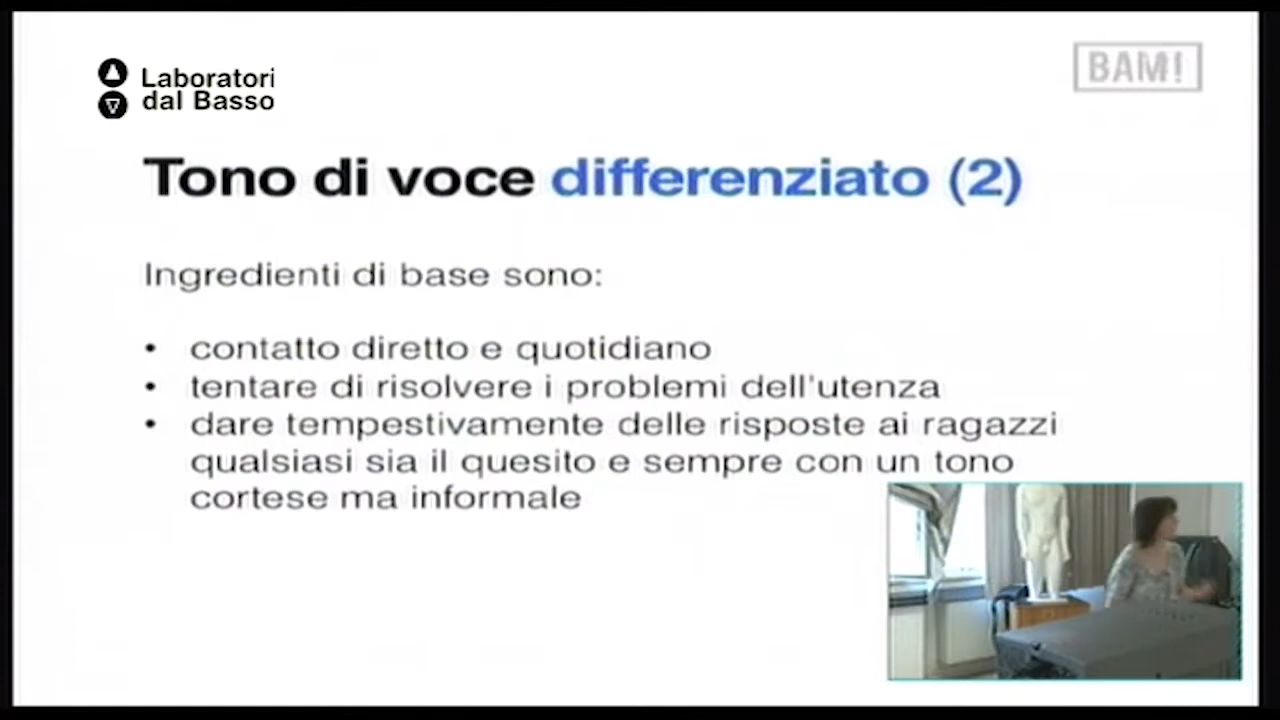 Laboratori
dal Basso
BAM!
Tono di voce differenziato (2)
Ingredienti di base sono:
• contatto diretto e quotidiano
• tentare di risolvere i problemi dell'utenza
• dare tempestivamente delle risposte ai ragazzi
qualsiasi sia il quesito e sempre con un tono
cortese ma informale